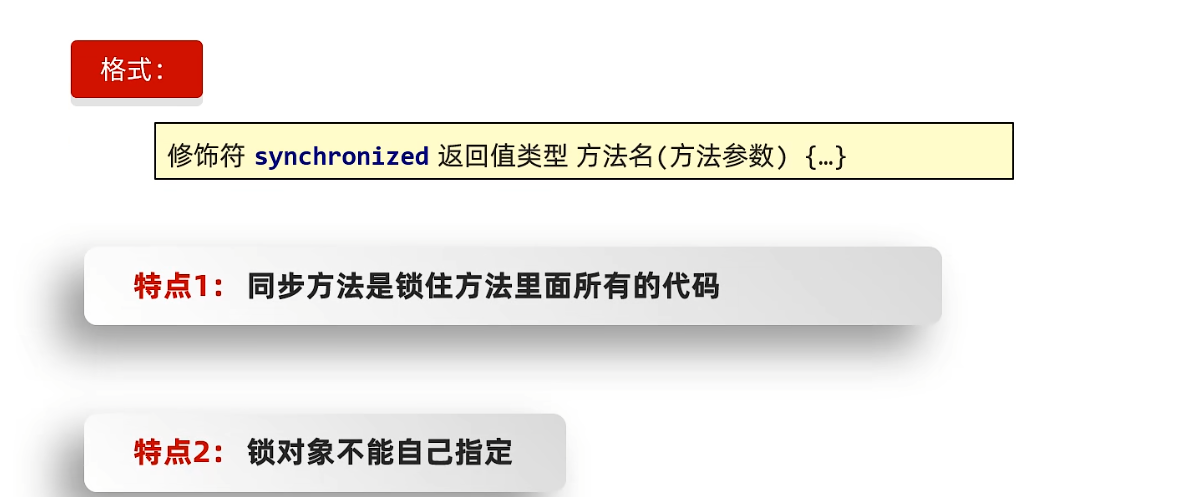 格式：
修饰符 synchronized 返回值类型 方法名(方法参数) {…}
特点1： 同步方法是锁住方法里面所有的代码
特点2： 锁对象不能自己指定